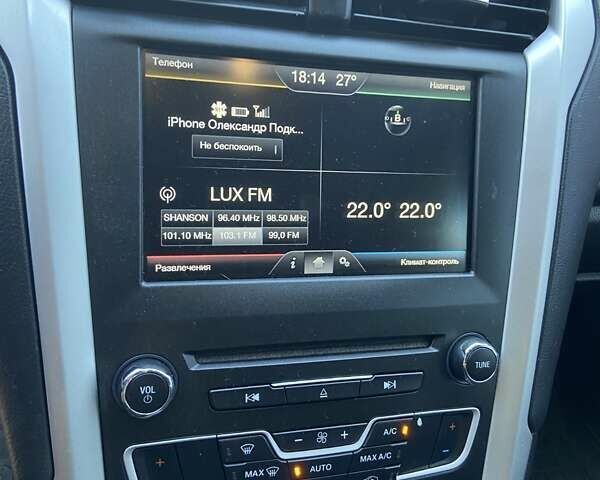 Телефон
18:14 27°
Навигация
iPhone Олександр Подк...
Не беспокоить
B
LUX FM
SHANSON 96.40 MHz 98.50 MHz
101.10 MHz 103.1 FM 99,0 FM
22.0° 22.0°
Развлечения
i
Климат-контроль
VOL
TUNE
A/C
MAX
AUTO
MAX A/C